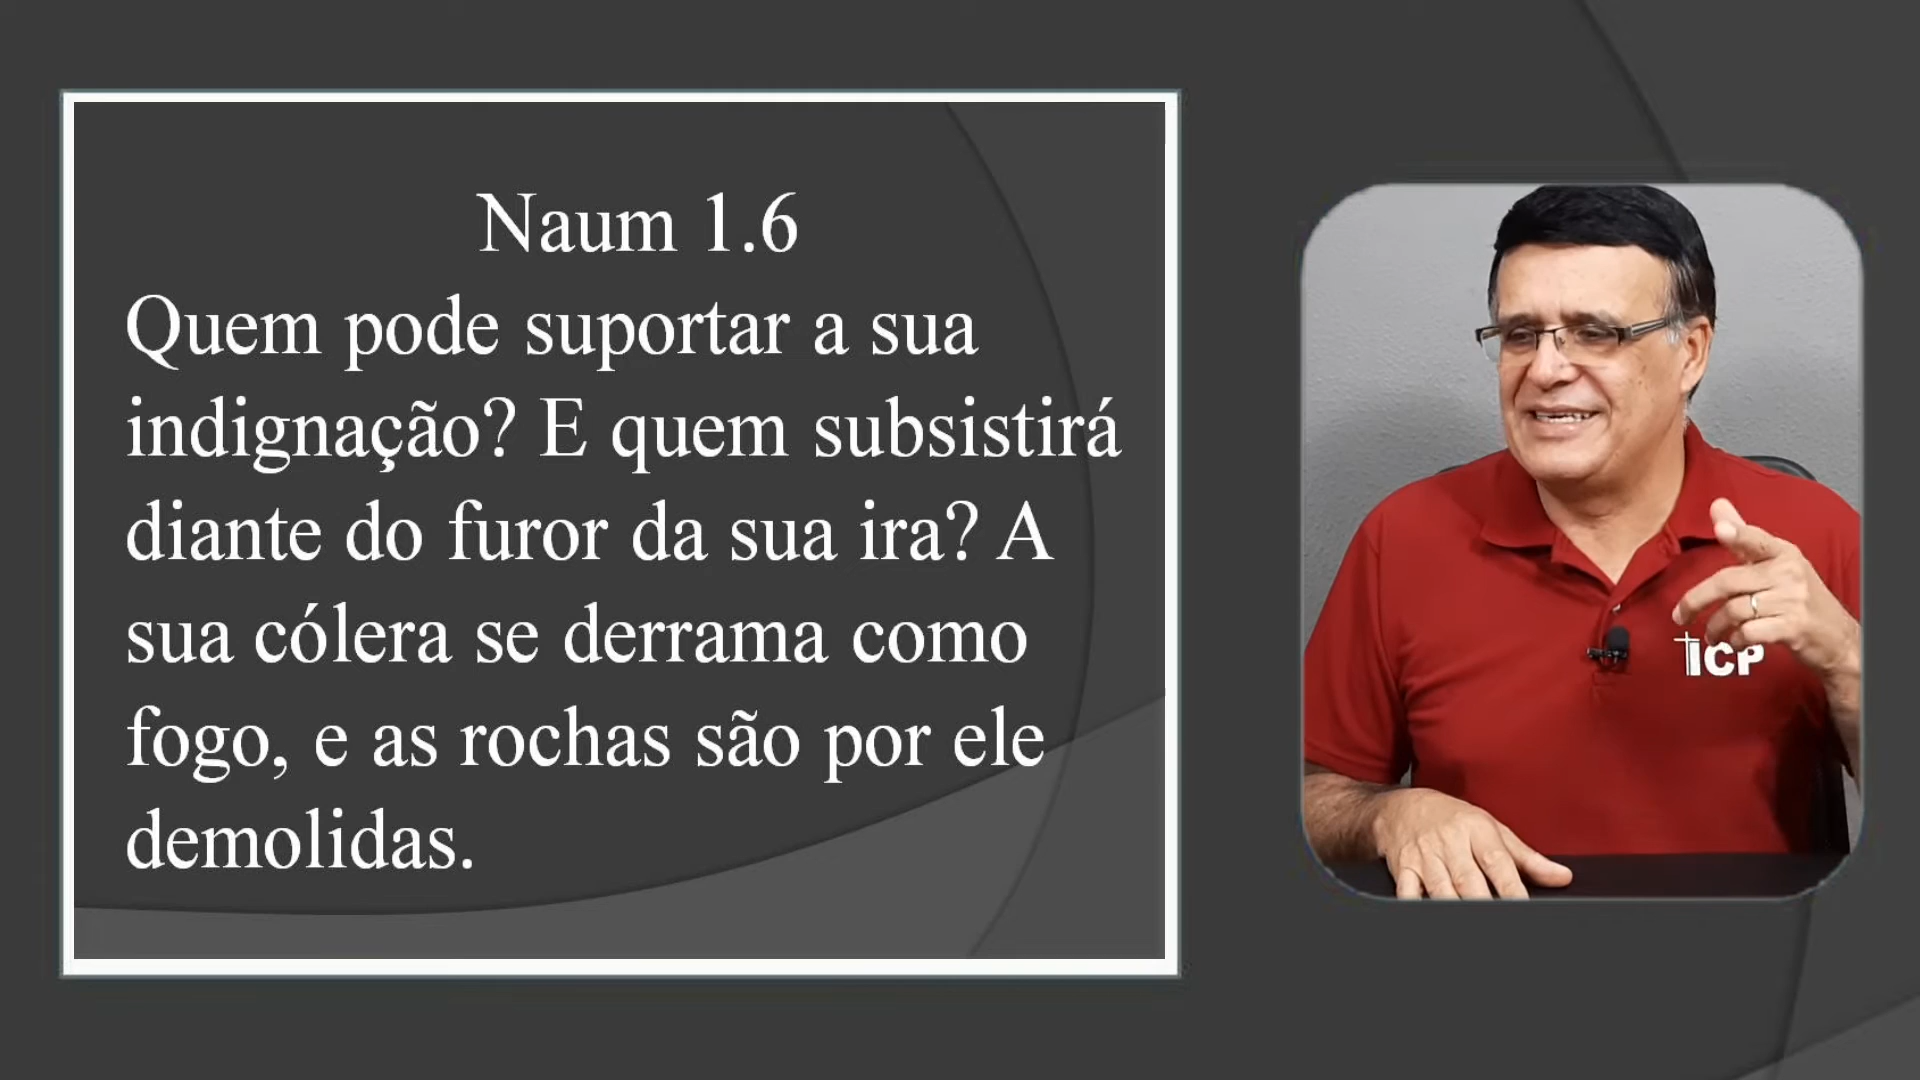 Naum 1.6
Quem pode suportar a sua
indignação? E quem subsistirá
diante do furor da sua ira? A
sua cólera se derrama como
fogo, e as rochas são por ele
demolidas.
ICP